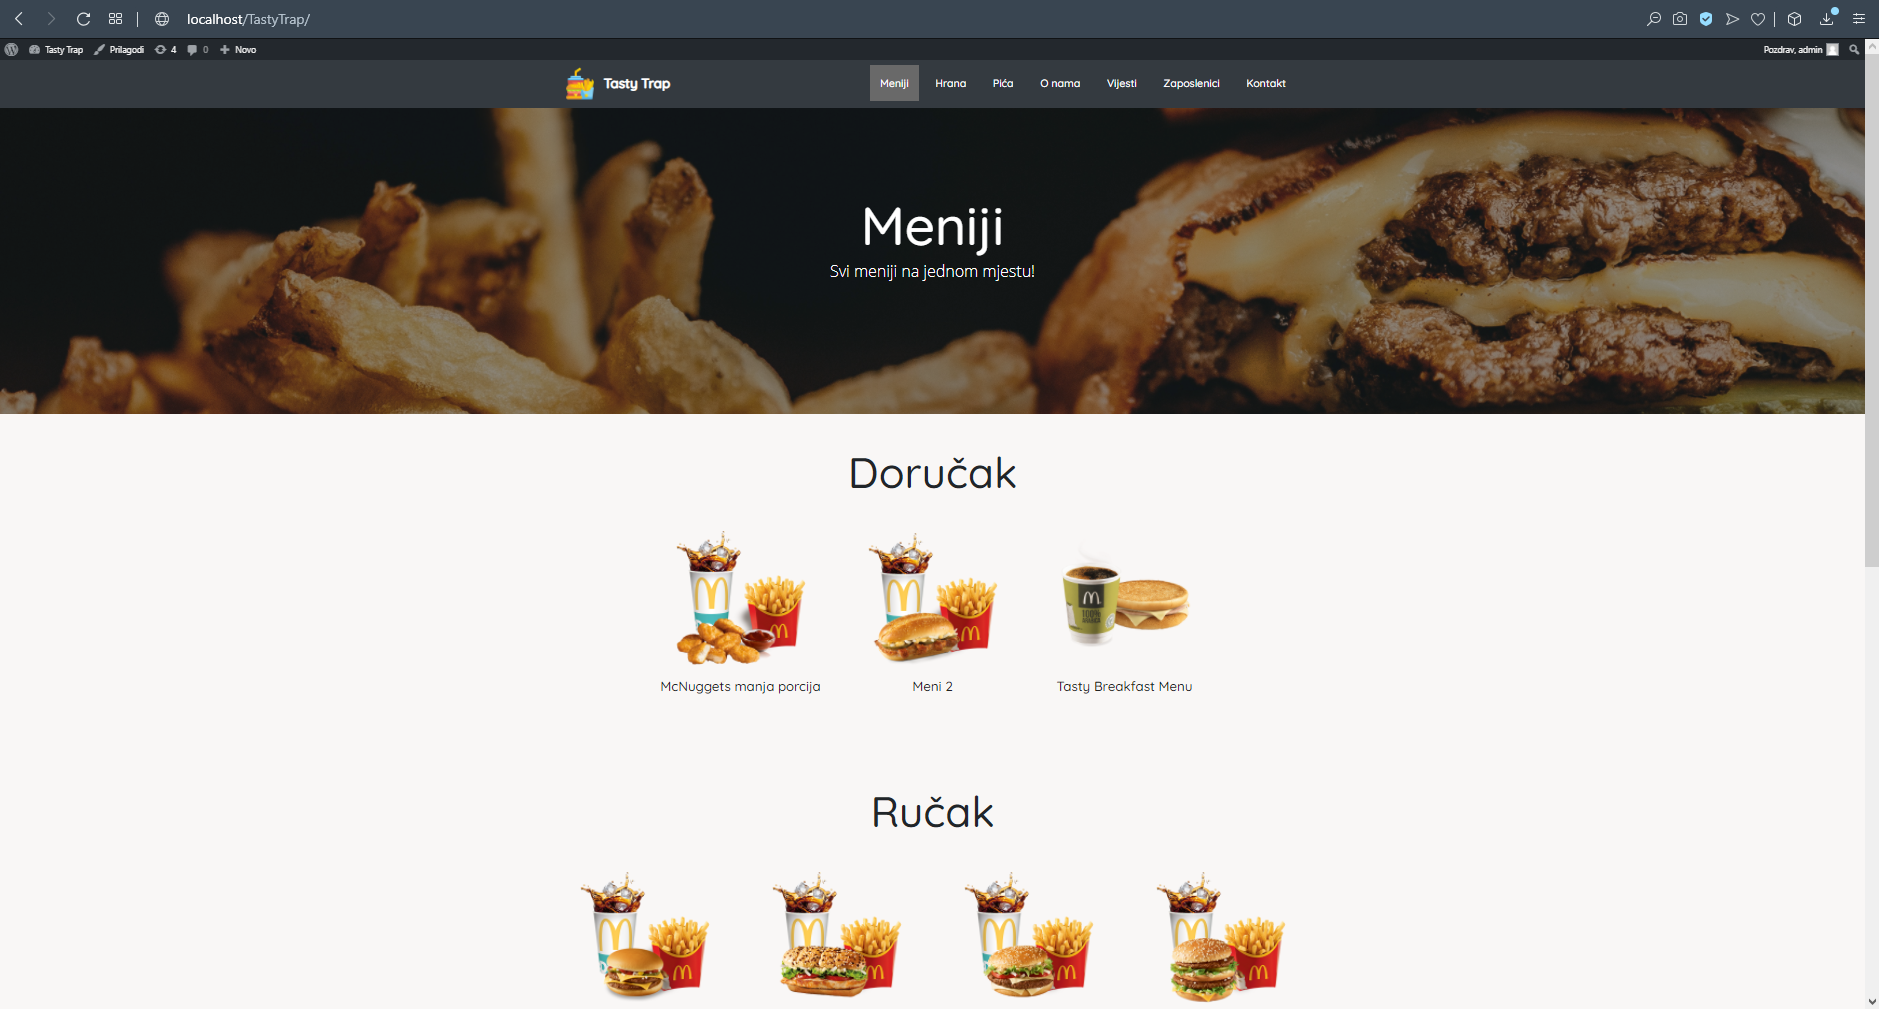 localhost/TastyTrap/
Tasty Trap Prilagodi 4 0 Novo Pozdrav, admin
Tasty Trap Meniji Hrana Pića O nama Vijesti Zaposlenici Kontakt
Meniji
Svi meniji na jednom mjestu!
Doručak
100%
McNuggets manja porcija Meni 2 Tasty Breakfast Menu
Ručak